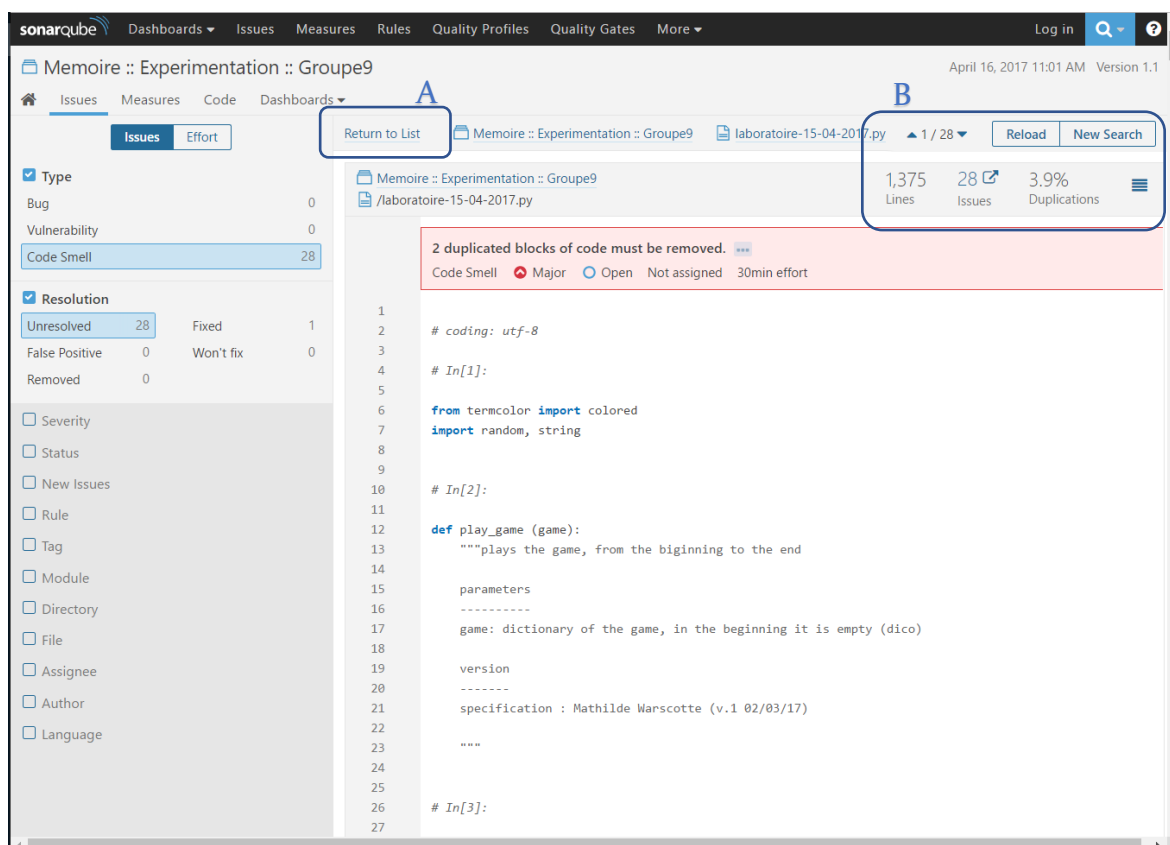 sonarqube Dashboards Issues Measures Rules Quality Profiles Quality Gates More Log in ?
Memoire :: Experimentation :: Groupe9 April 16, 2017 11:01 AM Version 1.1
Issues Measures Code Dashboards
A
B
Issues Effort
Return to List Memoire :: Experimentation :: Groupe9 laboratoire-15-04-2017.py 1 / 28 Reload New Search
Type
Bug 0
Vulnerability 0
Code Smell 28
Resolution
Unresolved 28 Fixed 1
False Positive 0 Won't fix 0
Removed 0
Severity
Status
New Issues
Rule
Tag
Module
Directory
File
Assignee
Author
Language
Memoire :: Experimentation :: Groupe9
/laboratoire-15-04-2017.py
1,375 28 3.9%
Lines Issues Duplications
2 duplicated blocks of code must be removed. ...
Code Smell Major Open Not assigned 30min effort
1
2 # coding: utf-8
3
4 # In[1]:
5
6 from termcolor import colored
7 import random, string
8
9
10 # In[2]:
11
12 def play_game (game):
13 """plays the game, from the biginning to the end
14
15 parameters
16 ----------
17 game: dictionary of the game, in the beginning it is empty (dico)
18
19 version
20 -------
21 specification : Mathilde Warscotte (v.1 02/03/17)
22
23 """
24
25
26 # In[3]:
27